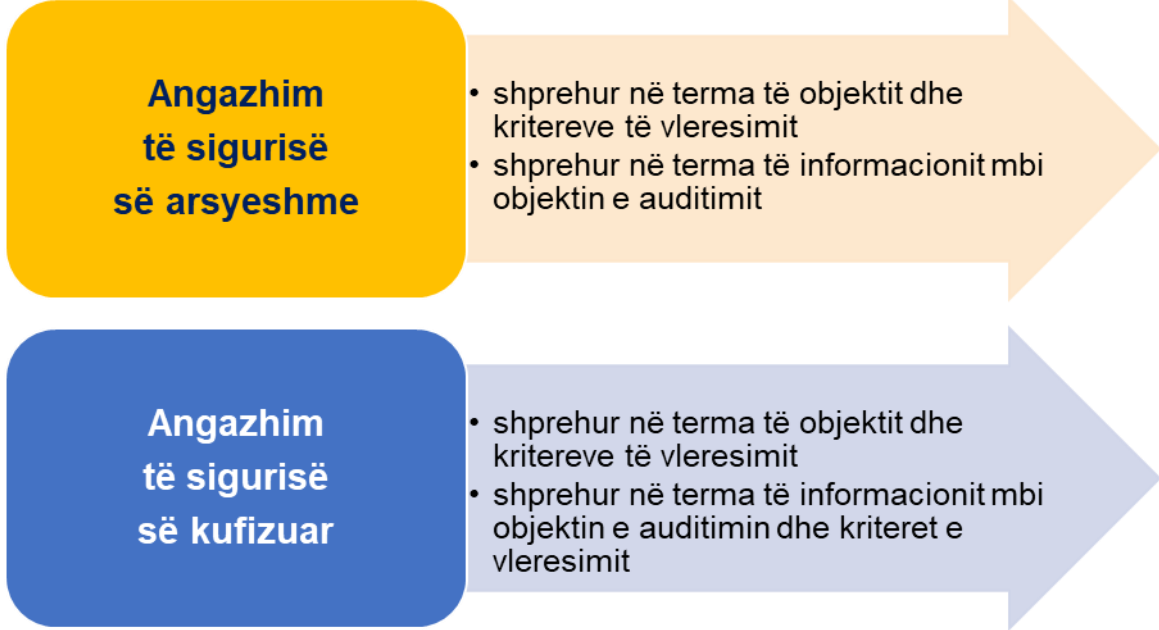 Angazhim
të sigurisë
së arsyeshme
• shprehur në terma të objektit dhe
kritereve të vleresimit
• shprehur në terma të informacionit mbi
objektin e auditimit
Angazhim
të sigurisë
së kufizuar
• shprehur në terma të objektit dhe
kritereve të vleresimit
• shprehur në terma të informacionit mbi
objektin e auditimin dhe kriteret e
vleresimit